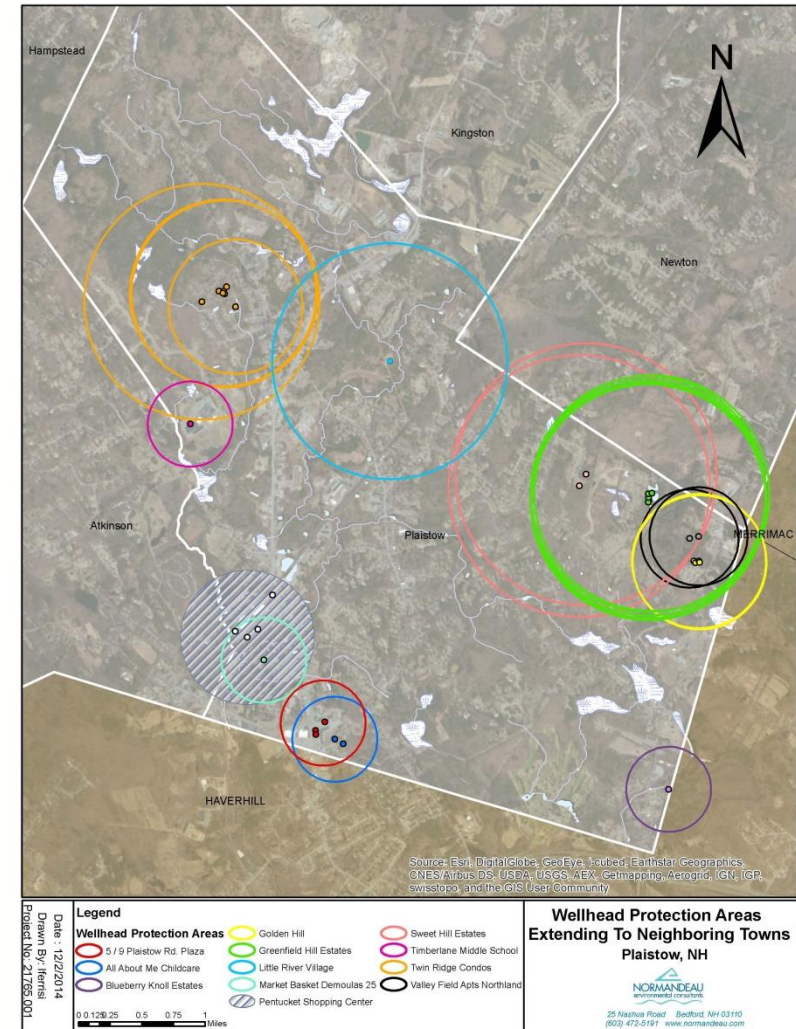 Hampstead
N
Kingston
Newton
Atkinson
Plaistow
MERRIMAC
HAVERHILL
Source: Esri, DigitalGlobe, GeoEye, i-cubed, Earthstar Geographics,
CNES/Airbus DS, USDA, USGS, AEX, Getmapping, Aerogrid, IGN, IGP,
swisstopo, and the GIS User Community
Date : 12/2/2014
Drawn By: lferrisi
Project No: 21765.001
Legend
Wellhead Protection Areas
5 / 9 Plaistow Rd. Plaza
All About Me Childcare
Blueberry Knoll Estates
Golden Hill
Greenfield Hill Estates
Little River Village
Market Basket Demoulas 25
Pentucket Shopping Center
Sweet Hill Estates
Timberlane Middle School
Twin Ridge Condos
Valley Field Apts Northland
0 0.125 0.25 0.5 0.75 1
Miles
Wellhead Protection Areas
Extending To Neighboring Towns
Plaistow, NH
NORMANDEAU
environmental consultants
25 Nashua Road Bedford, NH 03110
(603) 472-5191 www.normandeau.com